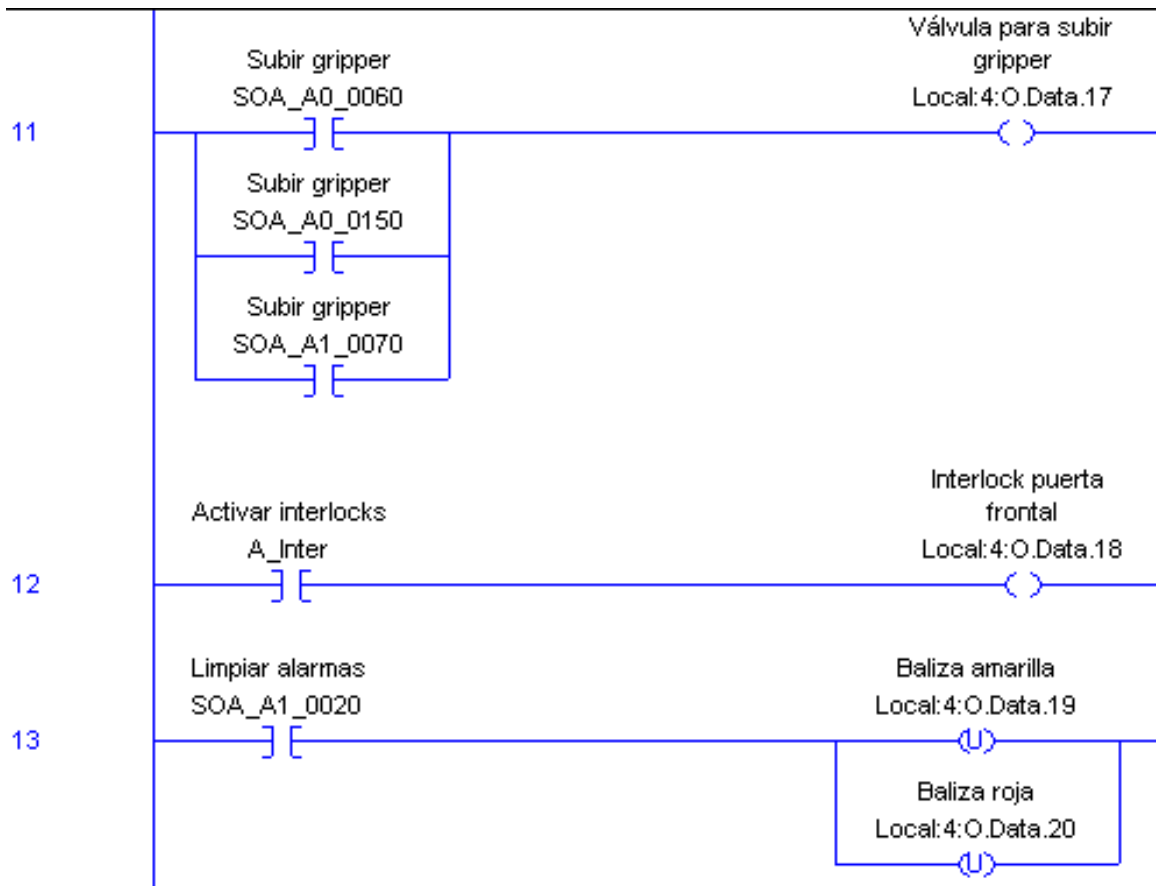 Válvula para subir
gripper
Local:4:O.Data.17
Subir gripper
SOA_A0_0060
11
Subir gripper
SOA_A0_0150
Subir gripper
SOA_A1_0070
Interlock puerta
frontal
Local:4:O.Data.18
Activar interlocks
A_Inter
12
Limpiar alarmas
SOA_A1_0020
Baliza amarilla
Local:4:O.Data.19
13
U
Baliza roja
Local:4:O.Data.20
U